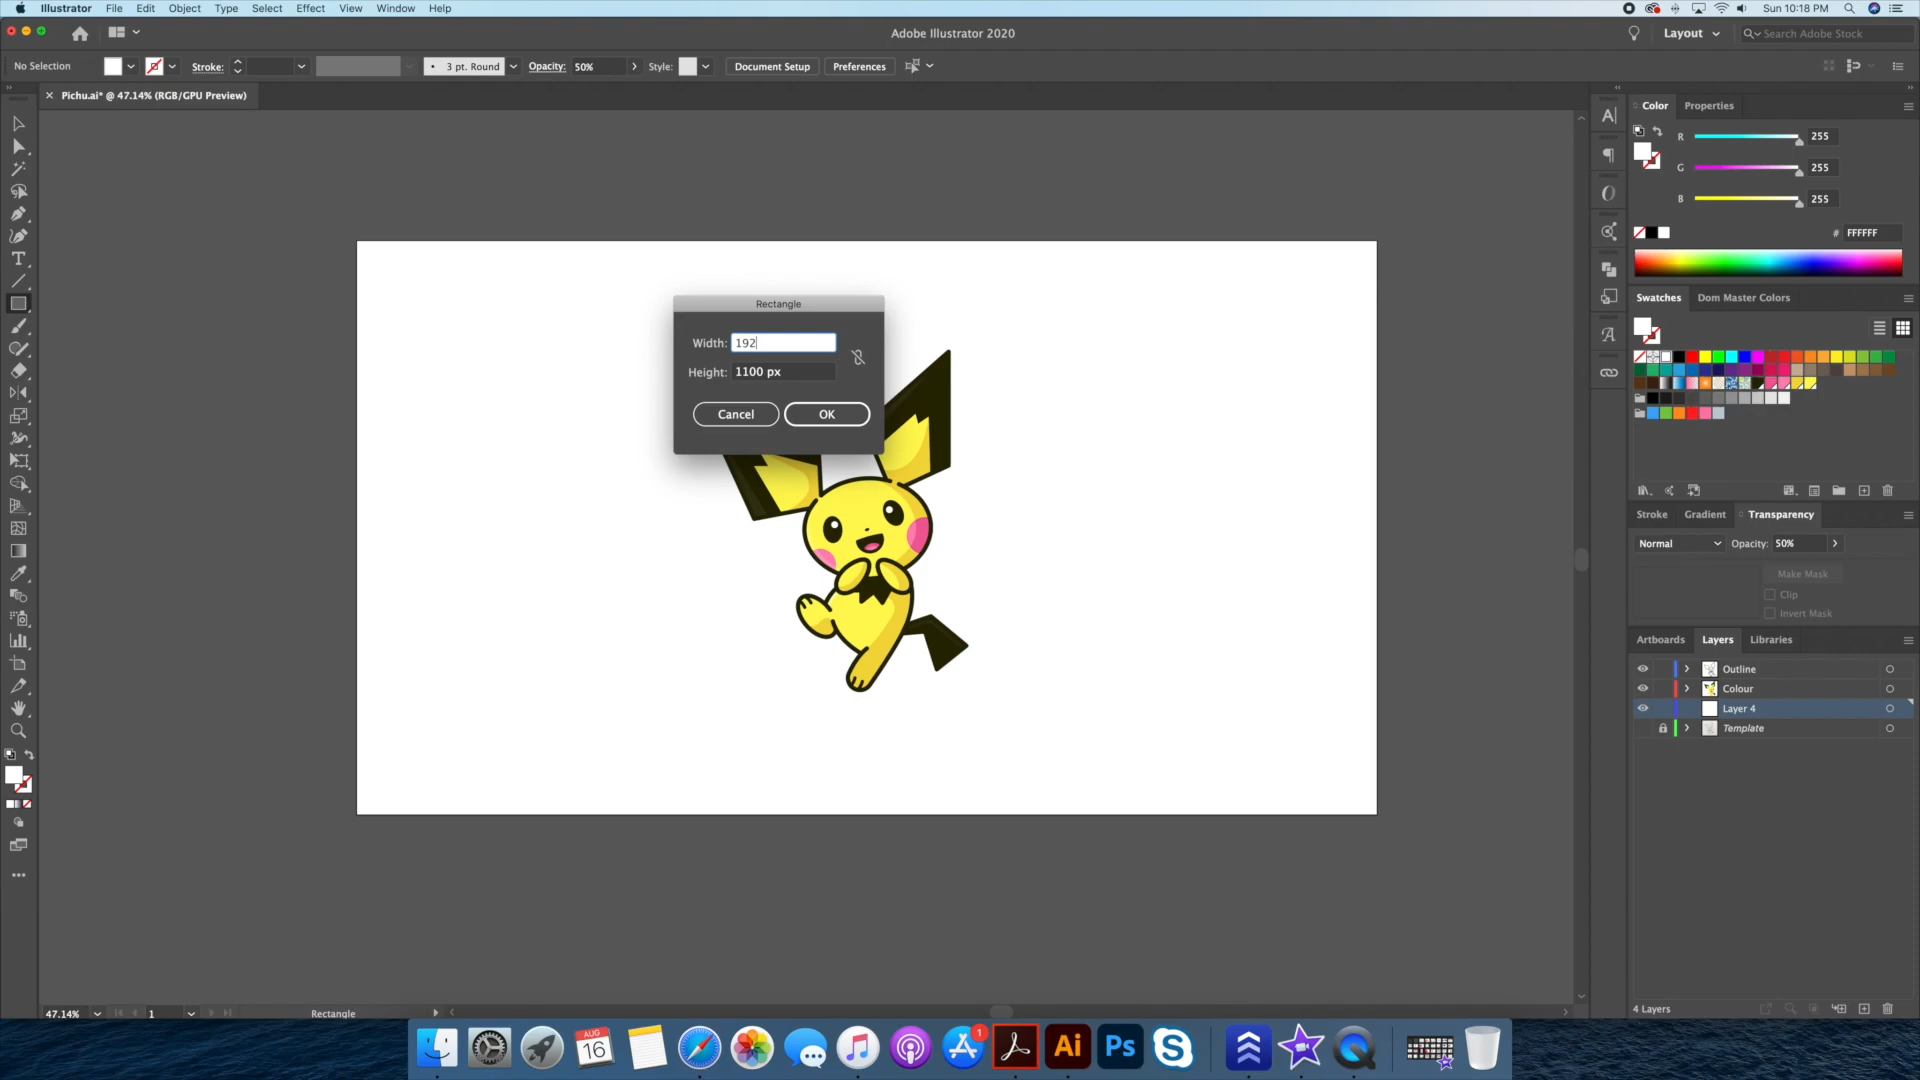 Illustrator File Edit Object Type Select Effect View Window Help
Sun 10:18 PM
Adobe Illustrator 2020
Layout
Search Adobe Stock
No Selection
Stroke:
3 pt. Round
Opacity: 50%
Style:
Document Setup
Preferences
Pichu.ai* @ 47.14% (RGB/GPU Preview)
Color Properties
R 255
G 255
B 255
# FFFFFF
Swatches Dom Master Colors
Rectangle
Width: 192
Height: 1100 px
Cancel OK
Stroke Gradient Transparency
Normal Opacity: 50%
Make Mask
Clip
Invert Mask
Artboards Layers Libraries
Outline
Colour
Layer 4
Template
4 Layers
47.14% 1 Rectangle
AUG
16
1
Ai
Ps
S